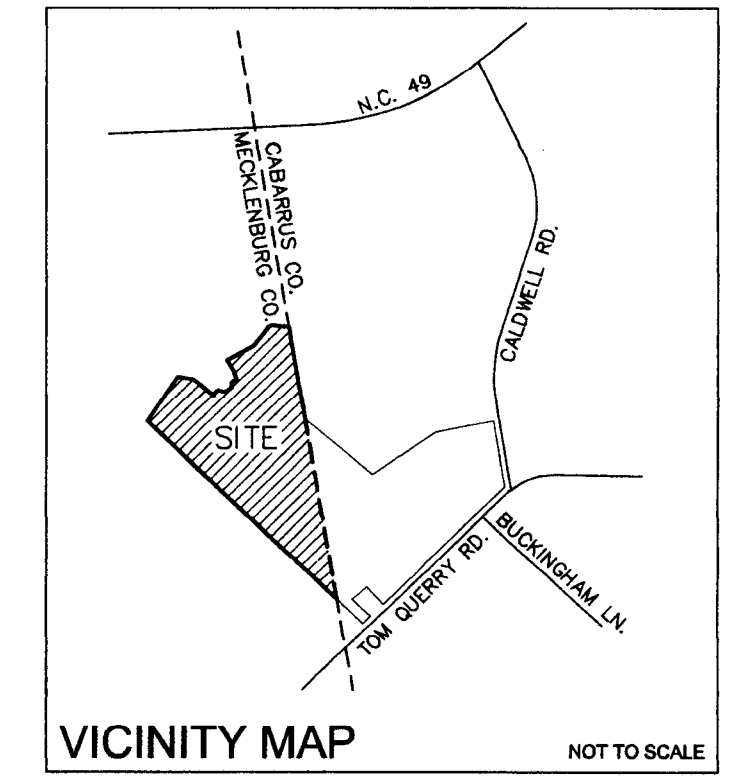 N.C. 49
CABARRUS CO.
MECKLENBURG CO.
CALDWELL RD.
SITE
BUCKINGHAM LN.
TOM QUERRY RD.
VICINITY MAP
NOT TO SCALE